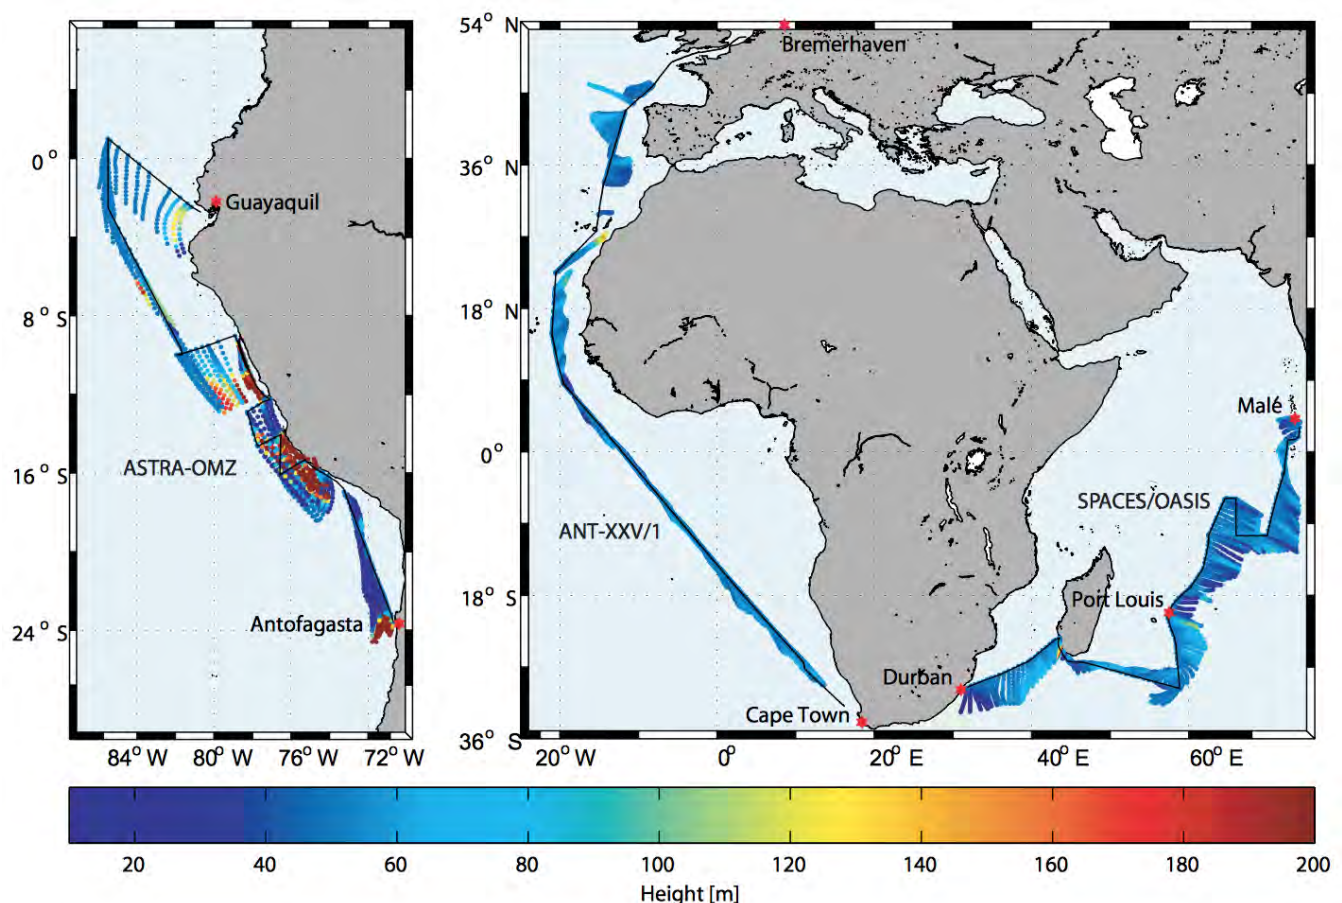 54° N
Bremerhaven
0°
Guayaquil
36° N
8° S
18° N
Malé
16° S
ASTRA-OMZ
0°
SPACES/OASIS
ANT-XXV/1
18° S
Port Louis
Antofagasta
24° S
Durban
Cape Town
36° S
84° W
80° W
76° W
72° W
20° W
0°
20° E
40° E
60° E
20
40
60
80
100
120
140
160
180
200
Height [m]